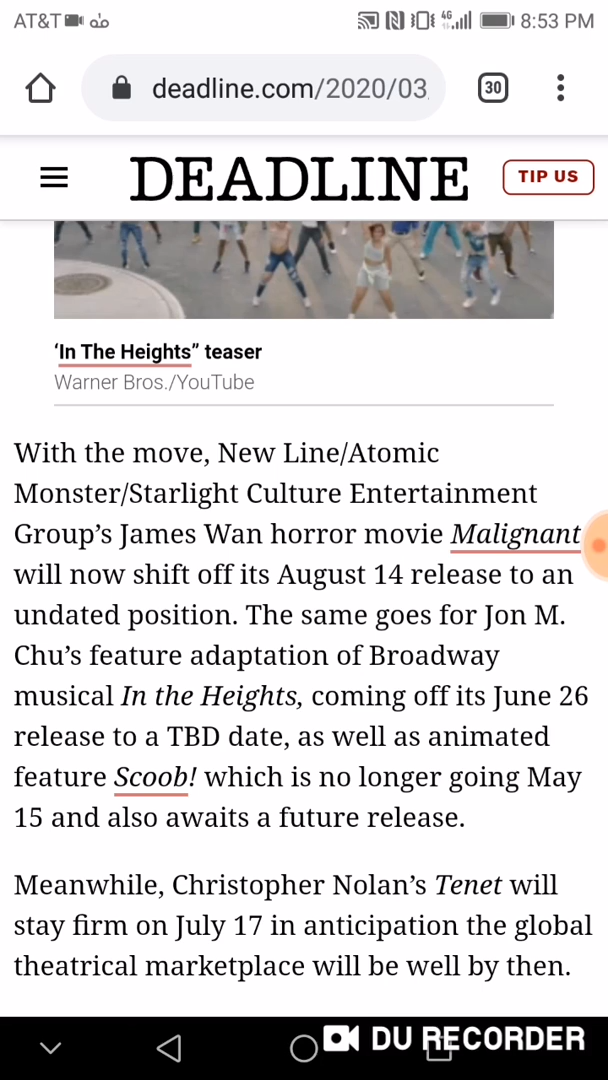 AT&T 4G 8:53 PM
deadline.com/2020/03 30
DEADLINE TIP US
‘In The Heights” teaser
Warner Bros./YouTube
With the move, New Line/Atomic
Monster/Starlight Culture Entertainment
Group’s James Wan horror movie Malignant
will now shift off its August 14 release to an
undated position. The same goes for Jon M.
Chu’s feature adaptation of Broadway
musical In the Heights, coming off its June 26
release to a TBD date, as well as animated
feature Scoob! which is no longer going May
15 and also awaits a future release.
Meanwhile, Christopher Nolan’s Tenet will
stay firm on July 17 in anticipation the global
theatrical marketplace will be well by then.
DU RECORDER